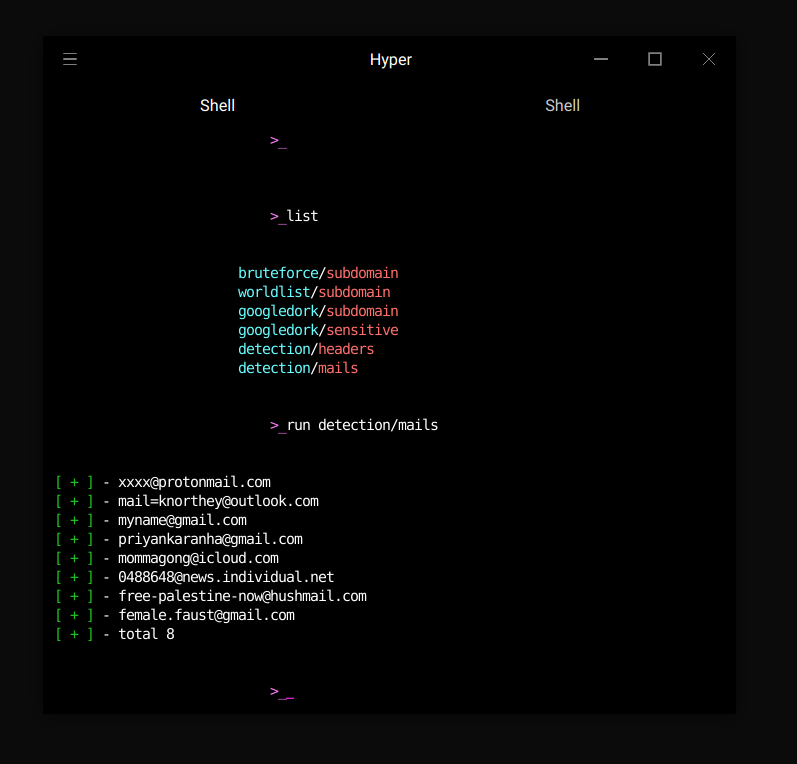 Hyper
Shell Shell
>_
>_list
bruteforce/subdomain
worldlist/subdomain
googledork/subdomain
googledork/sensitive
detection/headers
detection/mails
>_run detection/mails
[ + ] - xxxx@protonmail.com
[ + ] - mail=knorthey@outlook.com
[ + ] - myname@gmail.com
[ + ] - priyankaranha@gmail.com
[ + ] - mommagong@icloud.com
[ + ] - 0488648@news.individual.net
[ + ] - free-palestine-now@hushmail.com
[ + ] - female.faust@gmail.com
[ + ] - total 8
>__